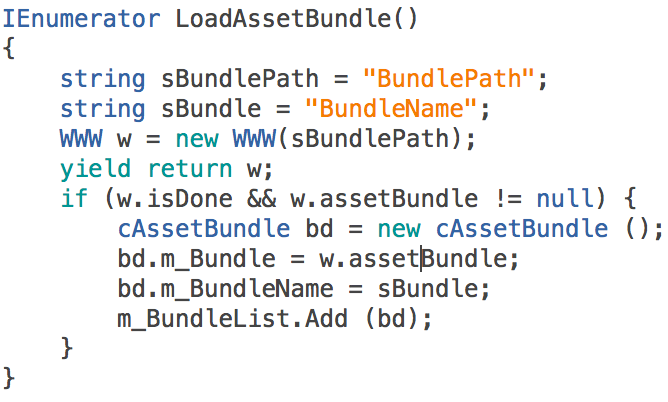 IEnumerator LoadAssetBundle()
{
    string sBundlePath = "BundlePath";
    string sBundle = "BundleName";
    WWW w = new WWW(sBundlePath);
    yield return w;
    if (w.isDone && w.assetBundle != null) {
        cAssetBundle bd = new cAssetBundle ();
        bd.m_Bundle = w.assetBundle;
        bd.m_BundleName = sBundle;
        m_BundleList.Add (bd);
    }
}